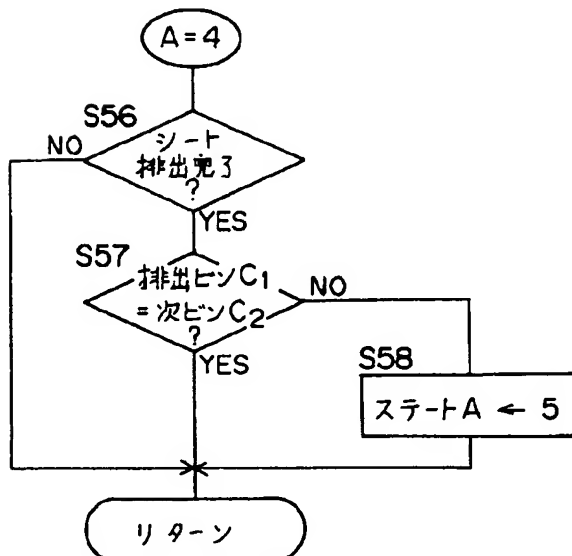 A=4
S56
シート
排出完了
?
NO
YES
S57
排出ビンC₁
=次ビンC₂
?
NO
YES
S58
ステートA ← 5
リターン